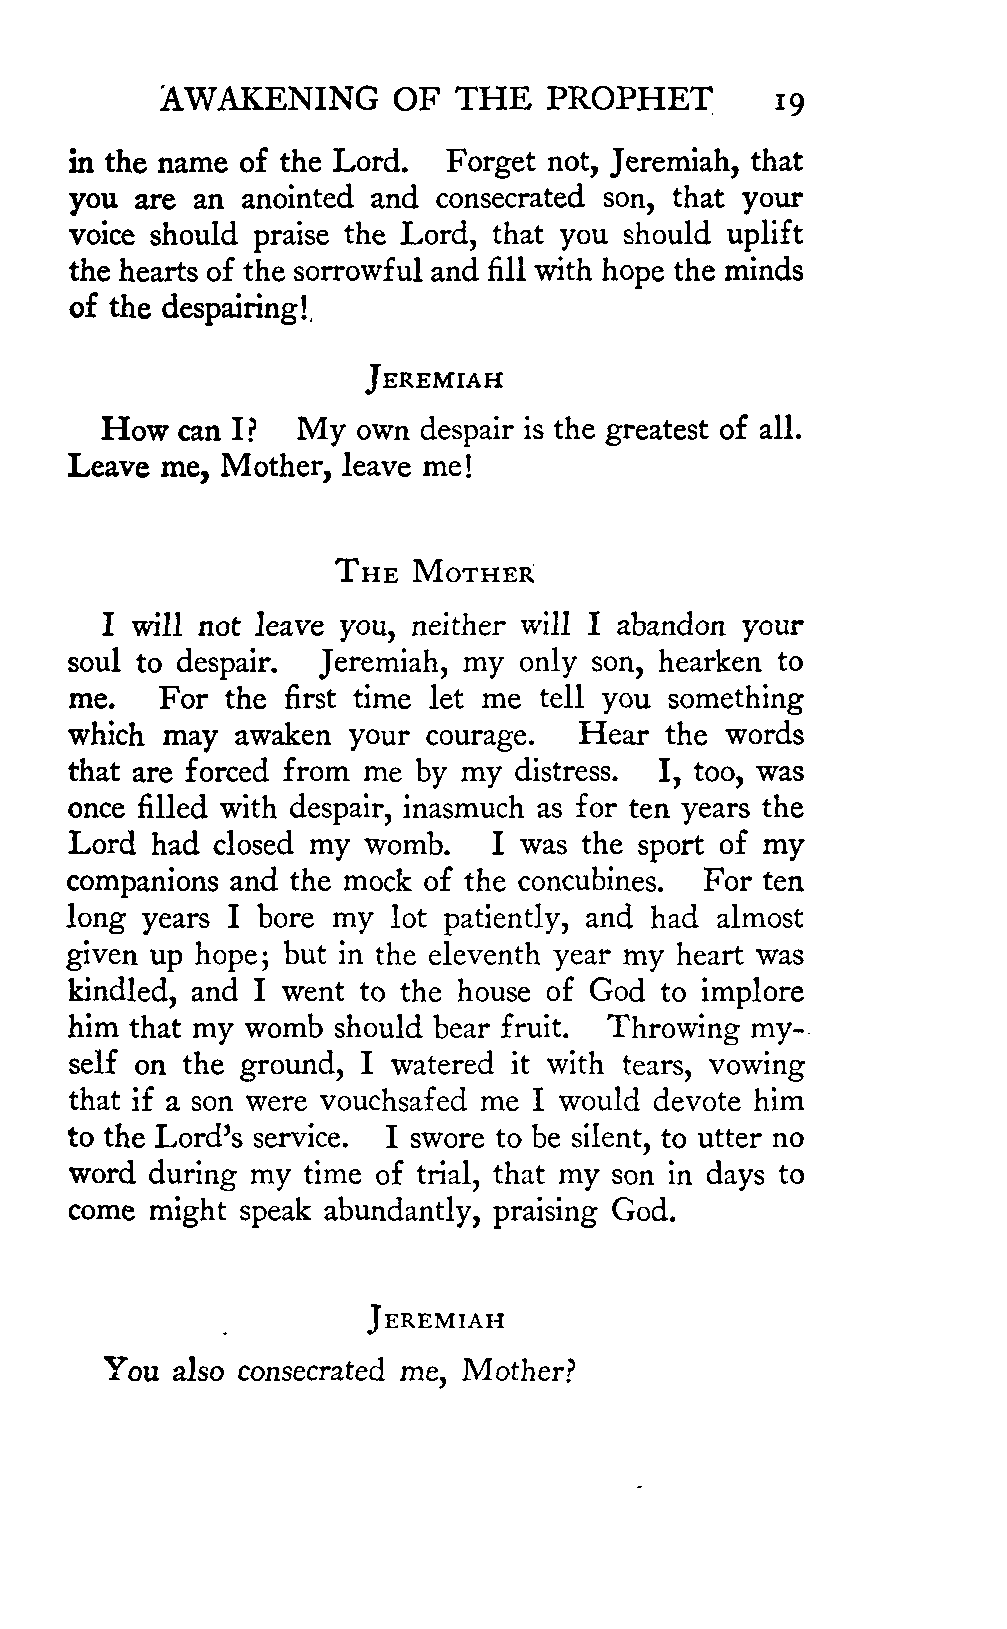 AWAKENING OF THE PROPHET 19
in the name of the Lord. Forget not, Jeremiah, that
you are an anointed and consecrated son, that your
voice should praise the Lord, that you should uplift
the hearts of the sorrowful and fill with hope the minds
of the despairing!
JEREMIAH
How can I? My own despair is the greatest of all.
Leave me, Mother, leave me!
THE MOTHER
I will not leave you, neither will I abandon your
soul to despair. Jeremiah, my only son, hearken to
me. For the first time let me tell you something
which may awaken your courage. Hear the words
that are forced from me by my distress. I, too, was
once filled with despair, inasmuch as for ten years the
Lord had closed my womb. I was the sport of my
companions and the mock of the concubines. For ten
long years I bore my lot patiently, and had almost
given up hope; but in the eleventh year my heart was
kindled, and I went to the house of God to implore
him that my womb should bear fruit. Throwing my-
self on the ground, I watered it with tears, vowing
that if a son were vouchsafed me I would devote him
to the Lord's service. I swore to be silent, to utter no
word during my time of trial, that my son in days to
come might speak abundantly, praising God.
JEREMIAH
You also consecrated me, Mother?